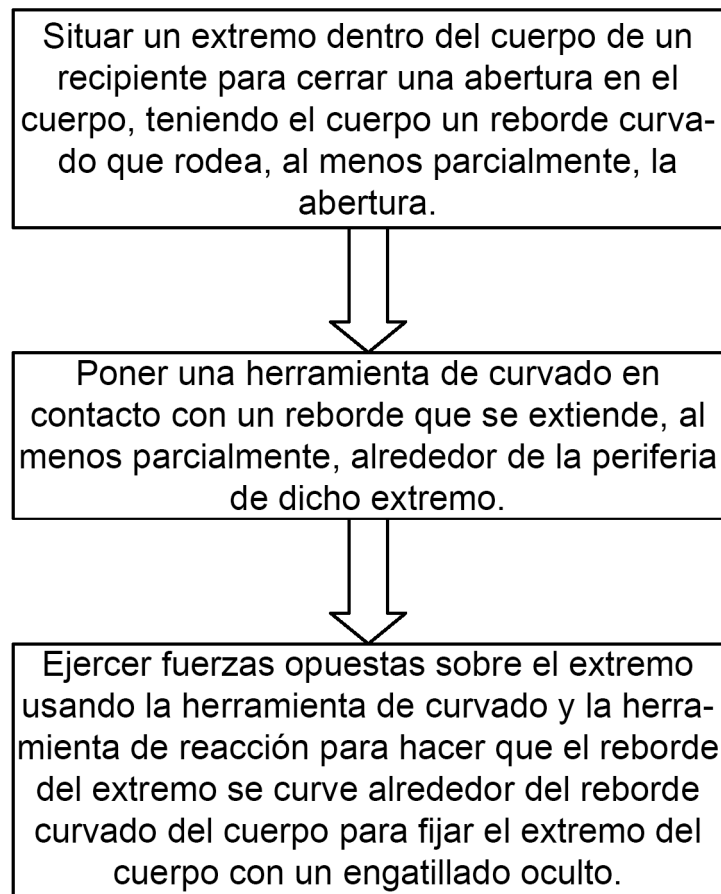 Situar un extremo dentro del cuerpo de un
recipiente para cerrar una abertura en el
cuerpo, teniendo el cuerpo un reborde curva-
do que rodea, al menos parcialmente, la
abertura.
Poner una herramienta de curvado en
contacto con un reborde que se extiende, al
menos parcialmente, alrededor de la periferia
de dicho extremo.
Ejercer fuerzas opuestas sobre el extremo
usando la herramienta de curvado y la herra-
mienta de reacción para hacer que el reborde
del extremo se curve alrededor del reborde
curvado del cuerpo para fijar el extremo del
cuerpo con un engatillado oculto.